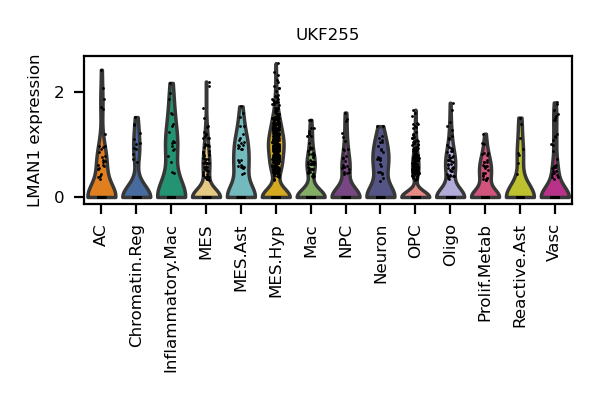 UKF255
LMAN1 expression
2
0
AC
Chromatin.Reg
Inflammatory.Mac
MES
MES.Ast
MES.Hyp
Mac
NPC
Neuron
OPC
Oligo
Prolif.Metab
Reactive.Ast
Vasc